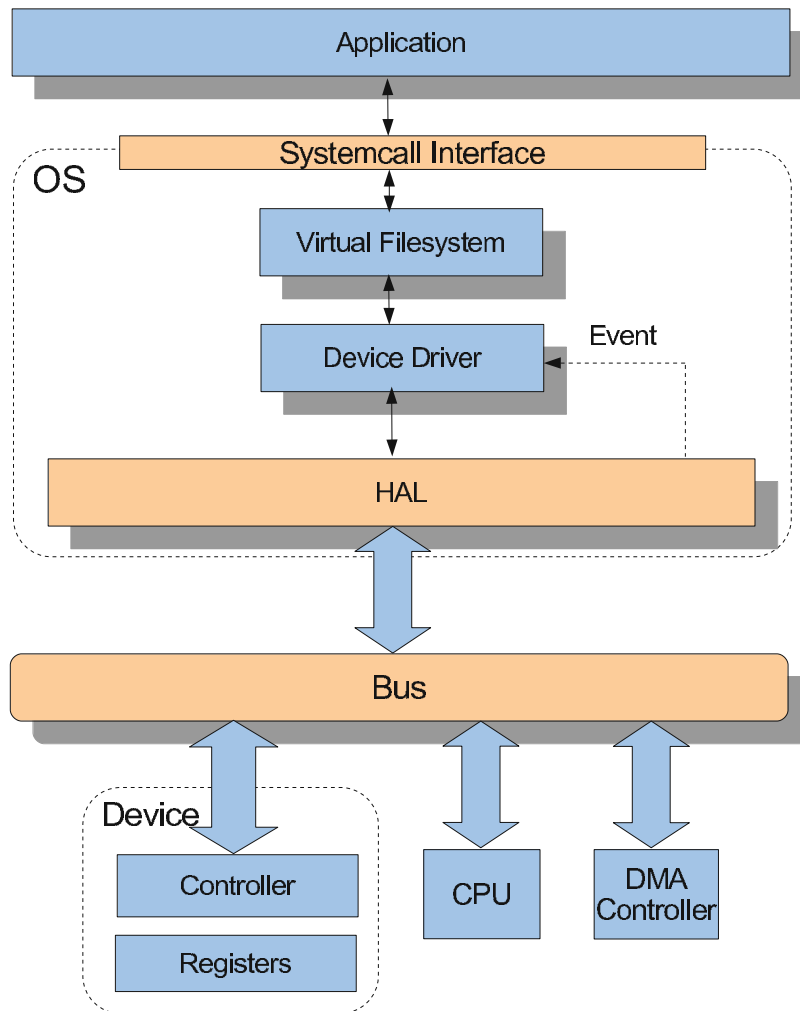 Application
Systemcall Interface
OS
Virtual Filesystem
Device Driver
Event
HAL
Bus
Device
Controller
Registers
CPU
DMA
Controller